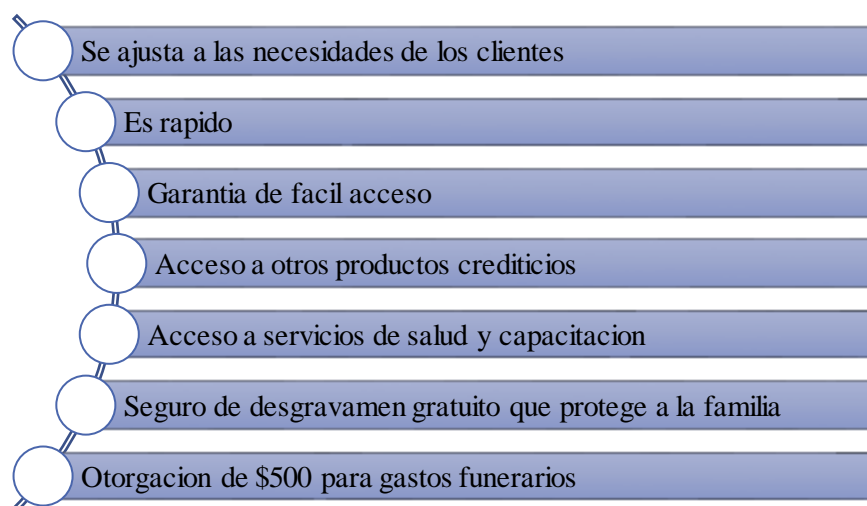 Se ajusta a las necesidades de los clientes
Es rapido
Garantia de facil acceso
Acceso a otros productos crediticios
Acceso a servicios de salud y capacitacion
Seguro de desgravamen gratuito que protege a la familia
Otorgacion de $500 para gastos funerarios